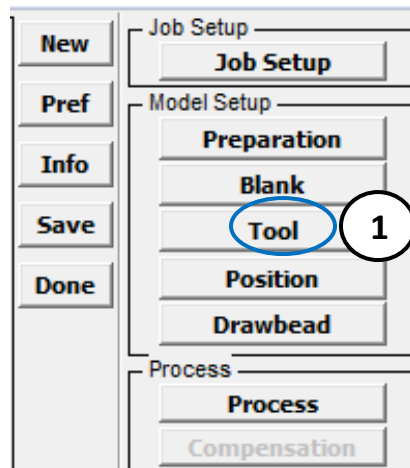 New
Pref
Info
Save
Done
Job Setup
Job Setup
Model Setup
Preparation
Blank
Tool
1
Position
Drawbead
Process
Process
Compensation